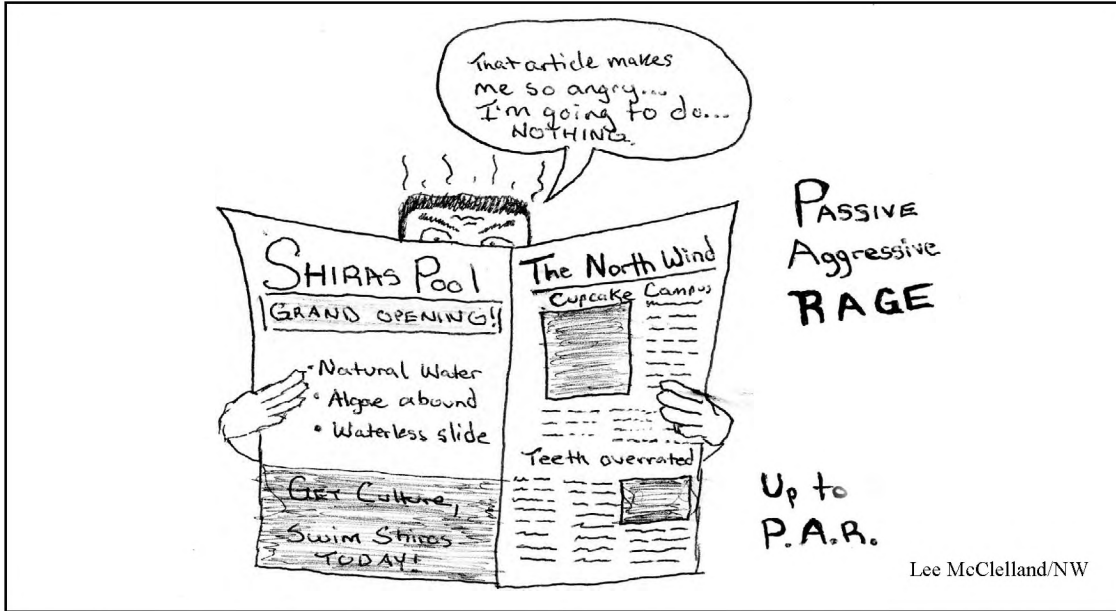 That article makes
me so angry...
I'm going to do...
NOTHING.
SHIRAS POOL
GRAND OPENING!
• Natural Water
• Algae abound
• Waterless slide
GET Culture,
Swim Shiras
TODAY!
The North Wind
Cupcake Campus
Teeth overrated
PASSIVE
Aggressive
RAGE
Up to
P.A.R.
Lee McClelland/NW